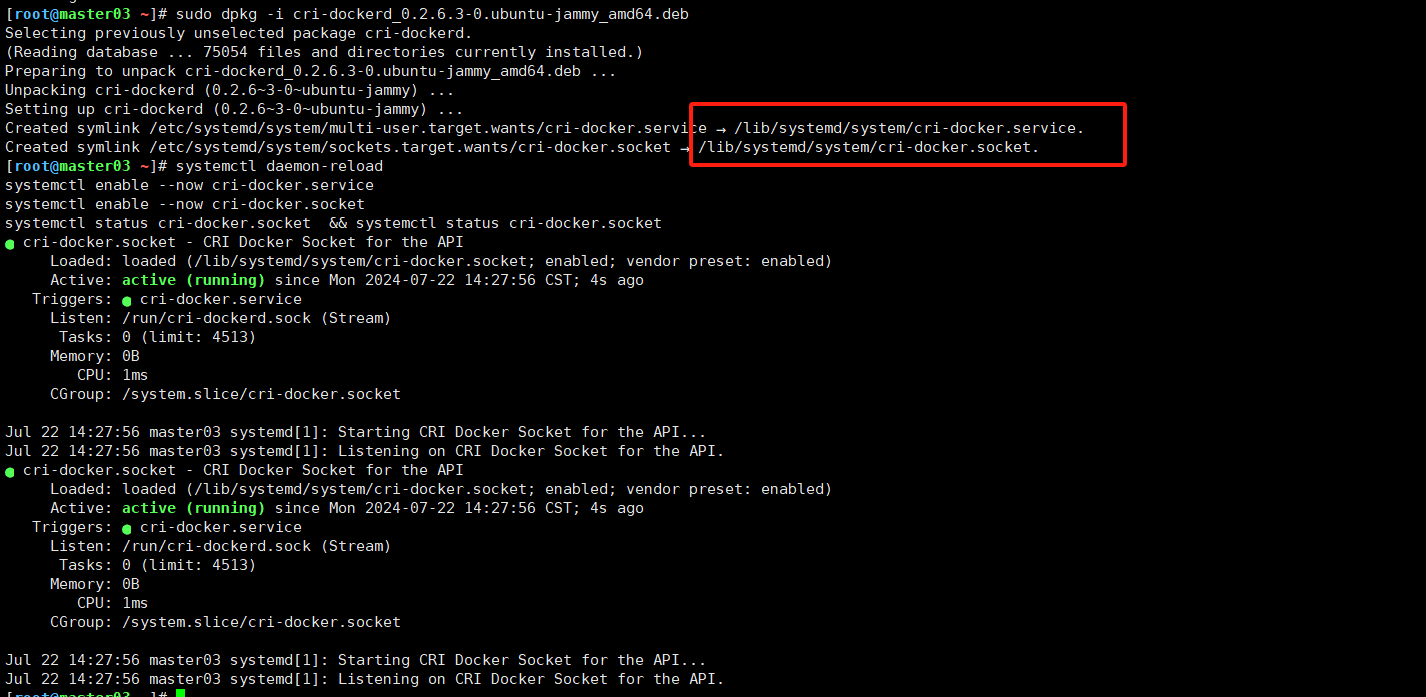 [root@master03 ~]# sudo dpkg -i cri-dockerd_0.2.6.3-0.ubuntu-jammy_amd64.deb
Selecting previously unselected package cri-dockerd.
(Reading database ... 75054 files and directories currently installed.)
Preparing to unpack cri-dockerd_0.2.6.3-0.ubuntu-jammy_amd64.deb ...
Unpacking cri-dockerd (0.2.6~3-0~ubuntu-jammy) ...
Setting up cri-dockerd (0.2.6~3-0~ubuntu-jammy) ...
Created symlink /etc/systemd/system/multi-user.target.wants/cri-docker.service → /lib/systemd/system/cri-docker.service.
Created symlink /etc/systemd/system/sockets.target.wants/cri-docker.socket → /lib/systemd/system/cri-docker.socket.
[root@master03 ~]# systemctl daemon-reload
systemctl enable --now cri-docker.service
systemctl enable --now cri-docker.socket
systemctl status cri-docker.socket  && systemctl status cri-docker.socket
● cri-docker.socket - CRI Docker Socket for the API
     Loaded: loaded (/lib/systemd/system/cri-docker.socket; enabled; vendor preset: enabled)
     Active: active (running) since Mon 2024-07-22 14:27:56 CST; 4s ago
   Triggers: ● cri-docker.service
     Listen: /run/cri-dockerd.sock (Stream)
      Tasks: 0 (limit: 4513)
     Memory: 0B
        CPU: 1ms
     CGroup: /system.slice/cri-docker.socket

Jul 22 14:27:56 master03 systemd[1]: Starting CRI Docker Socket for the API...
Jul 22 14:27:56 master03 systemd[1]: Listening on CRI Docker Socket for the API.
● cri-docker.socket - CRI Docker Socket for the API
     Loaded: loaded (/lib/systemd/system/cri-docker.socket; enabled; vendor preset: enabled)
     Active: active (running) since Mon 2024-07-22 14:27:56 CST; 4s ago
   Triggers: ● cri-docker.service
     Listen: /run/cri-dockerd.sock (Stream)
      Tasks: 0 (limit: 4513)
     Memory: 0B
        CPU: 1ms
     CGroup: /system.slice/cri-docker.socket

Jul 22 14:27:56 master03 systemd[1]: Starting CRI Docker Socket for the API...
Jul 22 14:27:56 master03 systemd[1]: Listening on CRI Docker Socket for the API.
[root@master03 ~]#